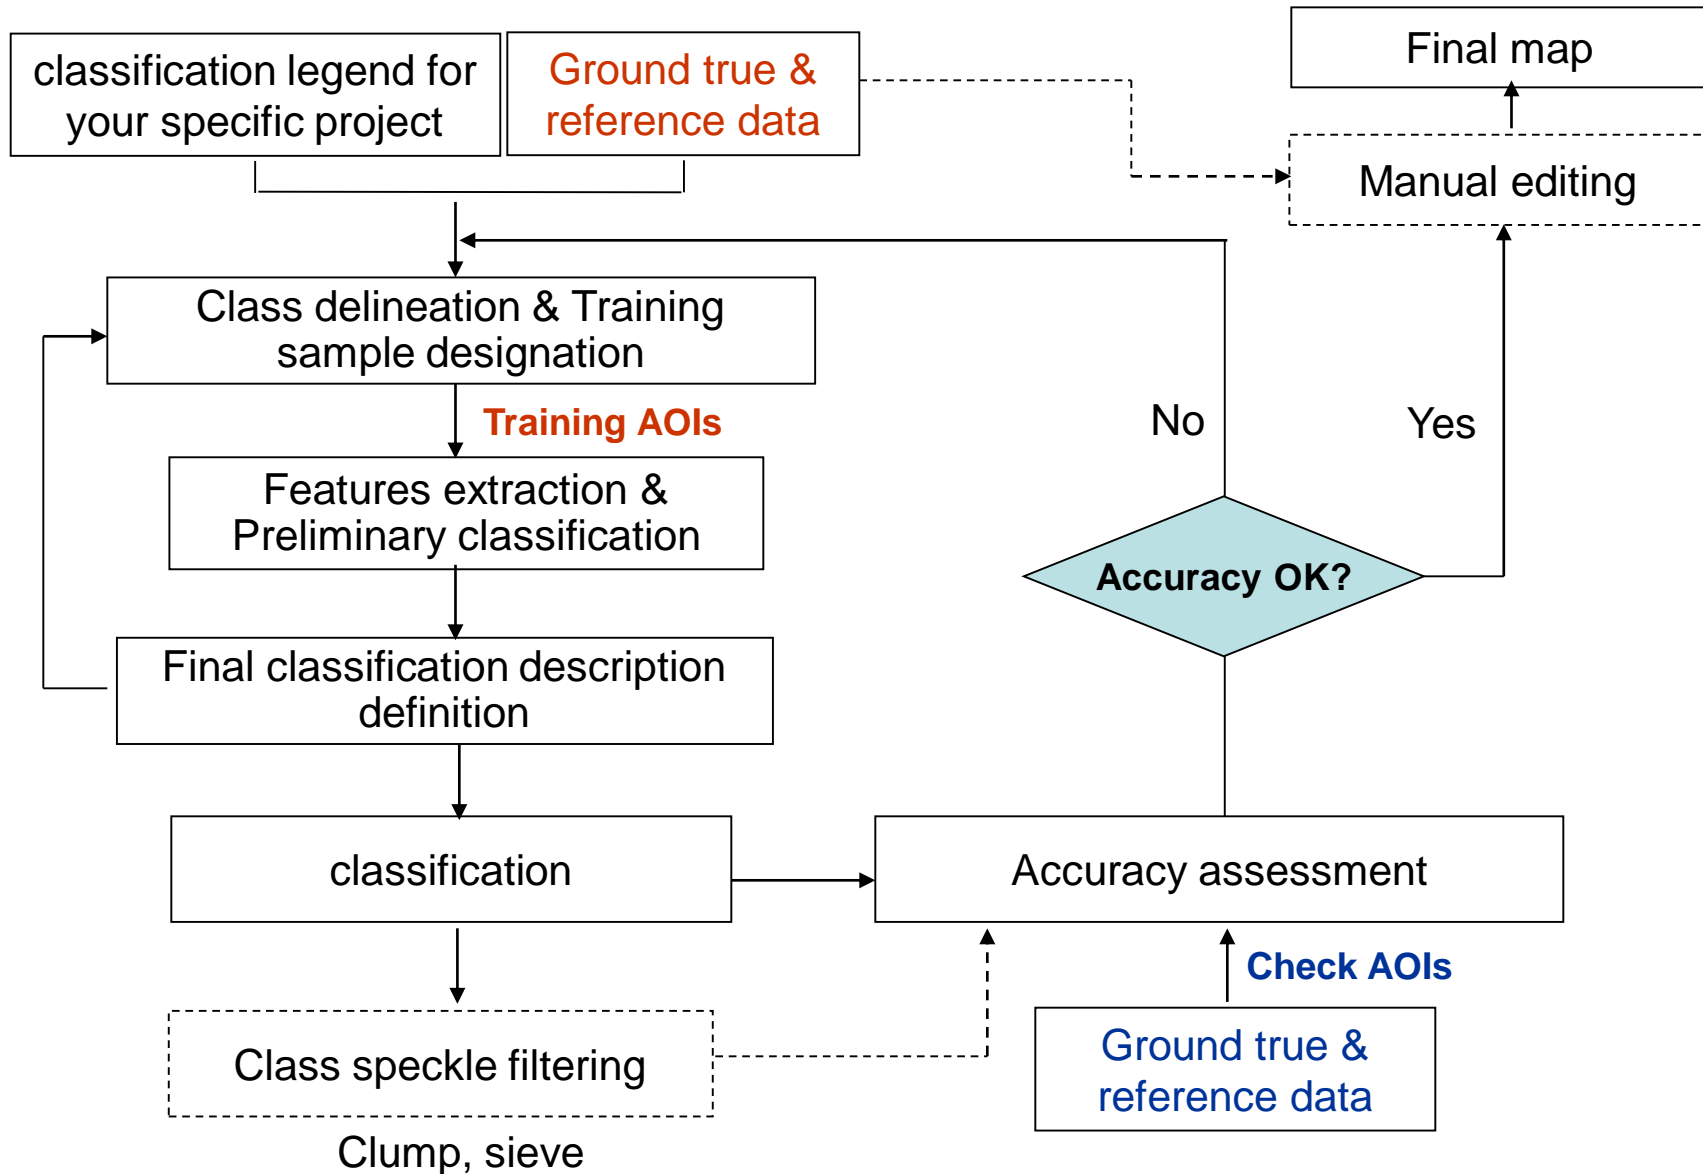 classification legend for
your specific project
Ground true &
reference data
Final map
Manual editing
Class delineation & Training
sample designation
Training AOIs
No
Yes
Features extraction &
Preliminary classification
Accuracy OK?
Final classification description
definition
classification
Accuracy assessment
Check AOIs
Class speckle filtering
Ground true &
reference data
Clump, sieve